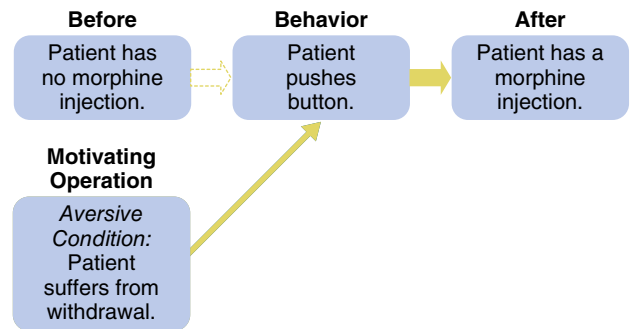 Before
Patient has
no morphine
injection.
Behavior
Patient
pushes
button.
After
Patient has a
morphine
injection.
Motivating
Operation
Aversive
Condition:
Patient
suffers from
withdrawal.